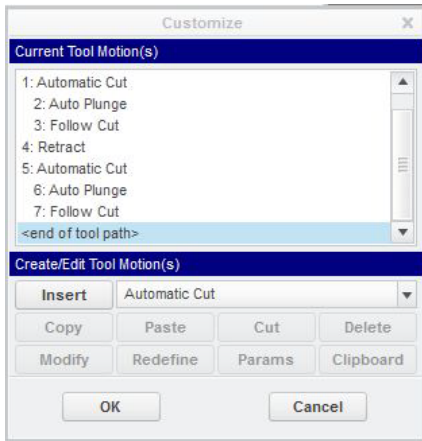 Customize
Current Tool Motion(s)
1: Automatic Cut
2: Auto Plunge
3: Follow Cut
4: Retract
5: Automatic Cut
6: Auto Plunge
7: Follow Cut
<end of tool path>
Create/Edit Tool Motion(s)
Insert Automatic Cut
Copy Paste Cut Delete
Modify Redefine Params Clipboard
OK Cancel